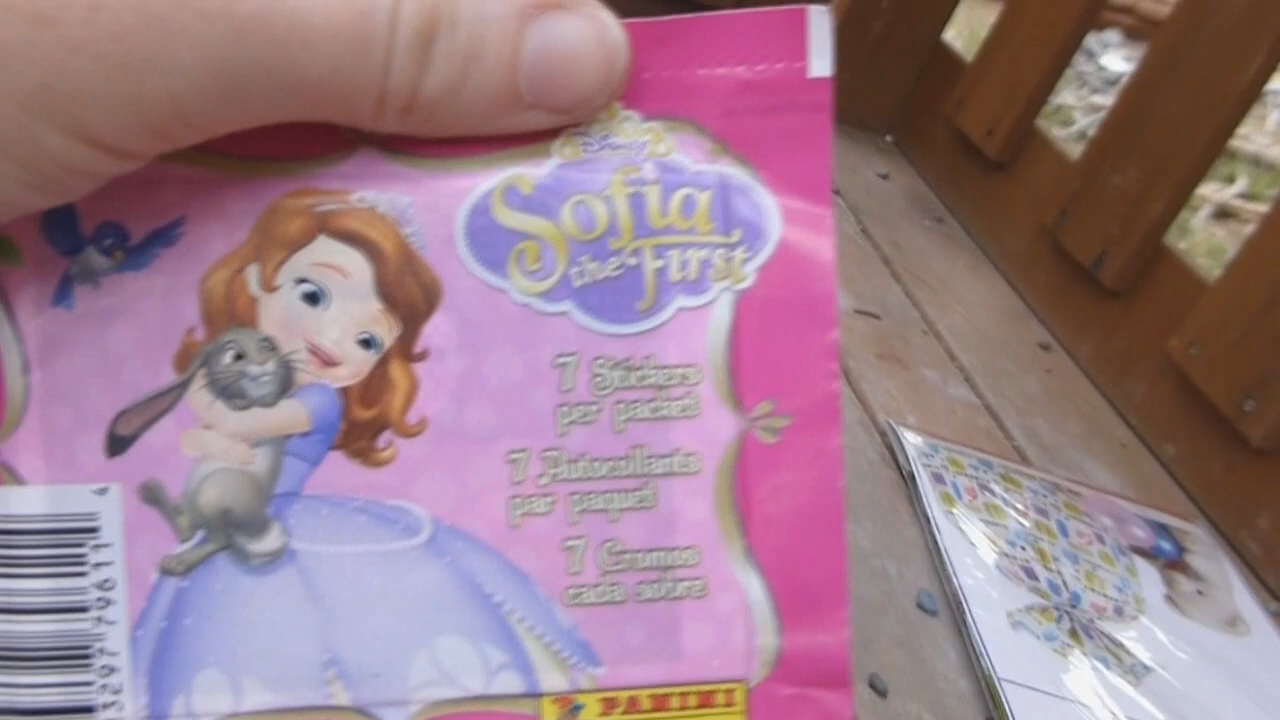 Disney
Sofia
the First
7 Stickers
per packet
7 Autocollants
par paquet
7 Cromos
cada sobre
PANINI